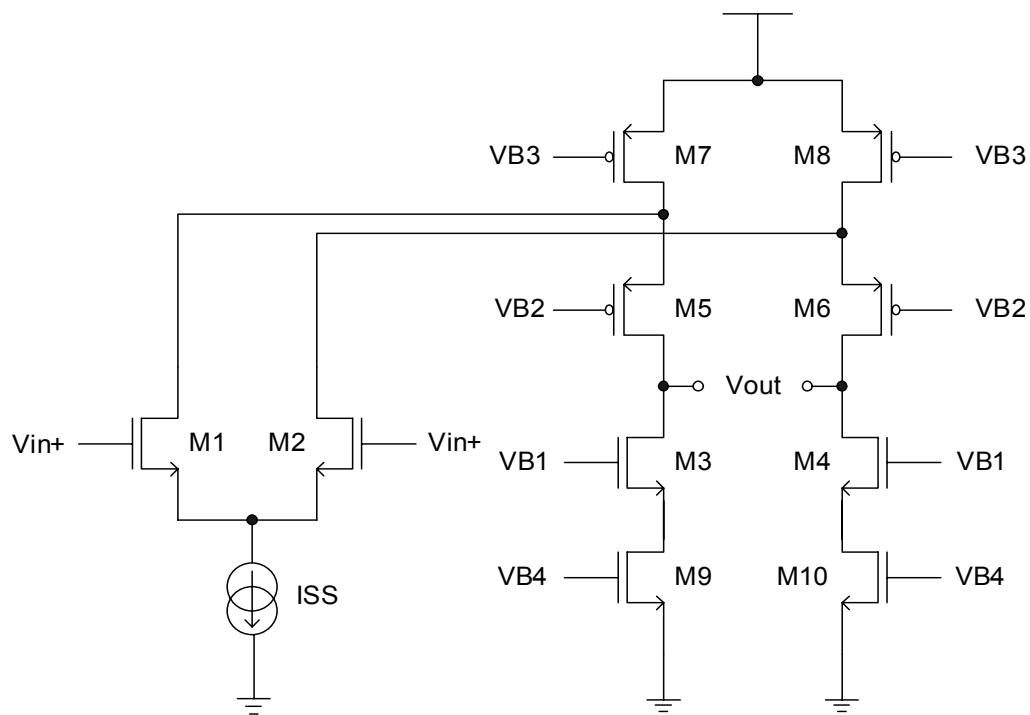 VB3 M7 M8 VB3
VB2 M5 M6 VB2
Vout
Vin+ M1 M2 Vin+
VB1 M3 M4 VB1
VB4 M9 M10 VB4
ISS